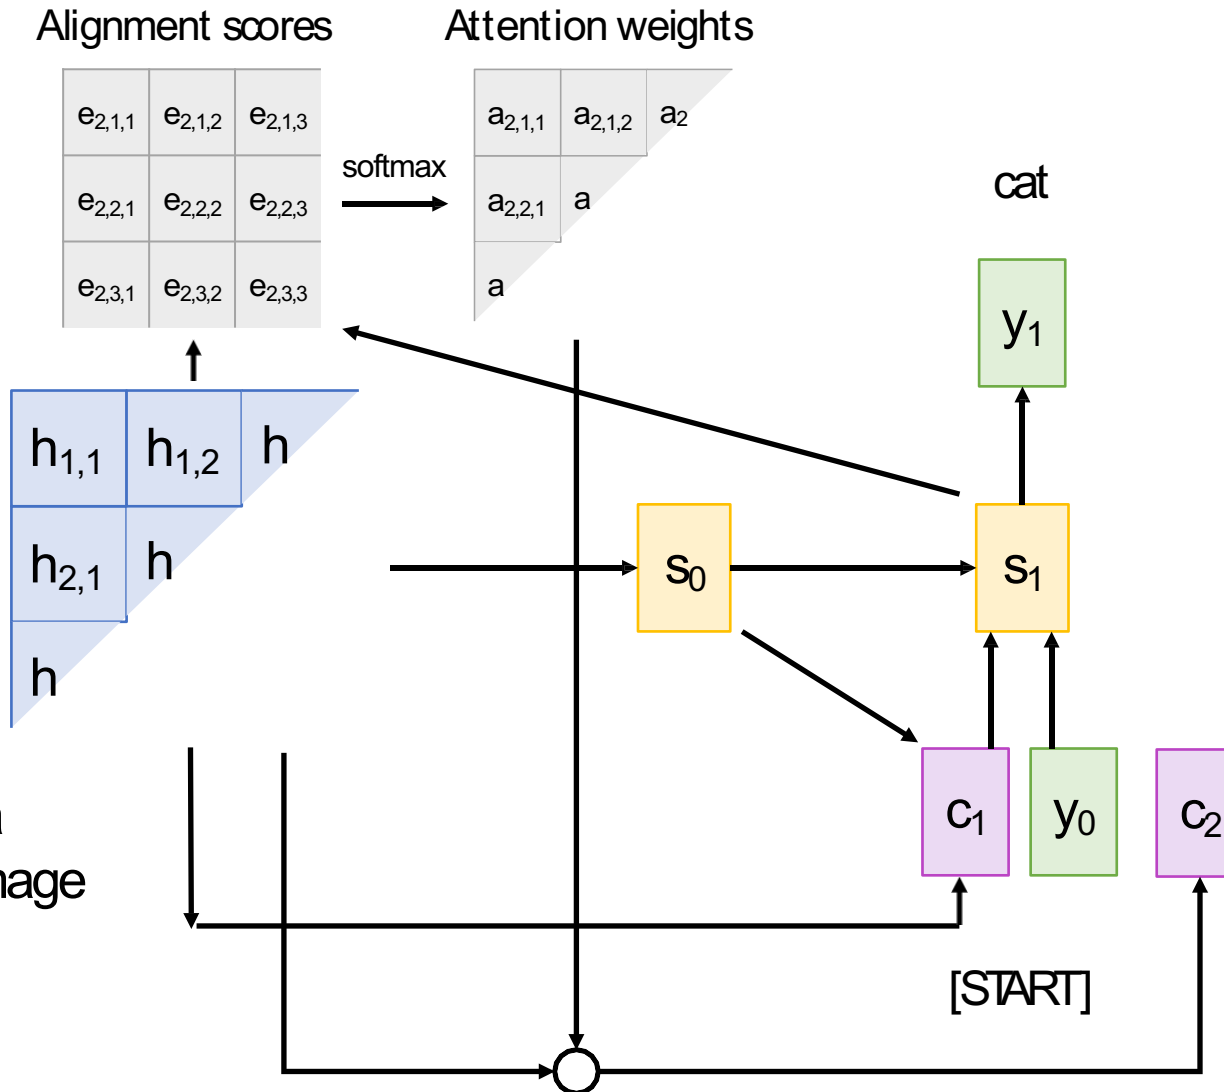 Alignment scores
Attention weights
e2,1,1 e2,1,2 e2,1,3
a2,1,1 a2,1,2 a2
softmax
e2,2,1 e2,2,2 e2,2,3
a2,2,1 a
cat
e2,3,1 e2,3,2 e2,3,3
a
y1
h1,1 h1,2 h
h2,1 h
s0
s1
h
c1
y0
c2
[START]